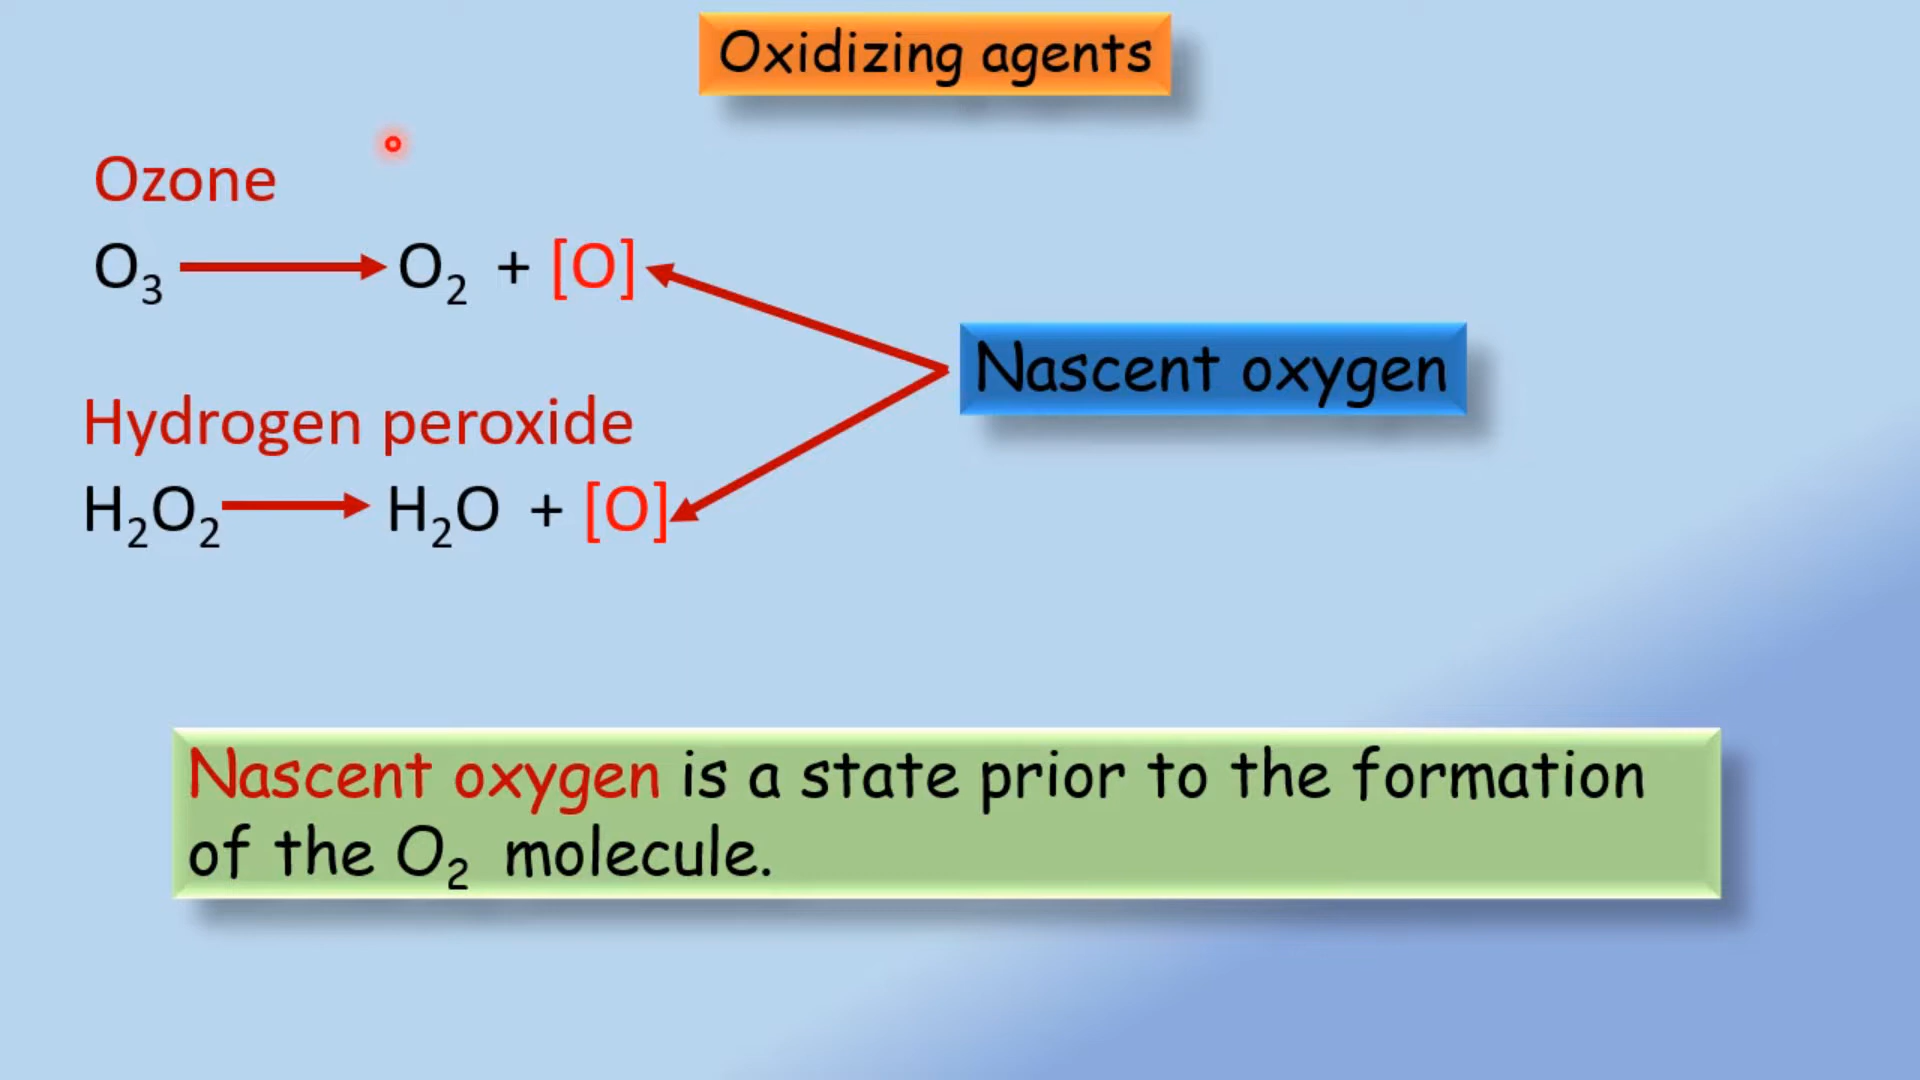 Oxidizing agents
Ozone
O₃ → O₂ + [O]
Nascent oxygen
Hydrogen peroxide
H₂O₂ → H₂O + [O]
Nascent oxygen is a state prior to the formation
of the O₂ molecule.